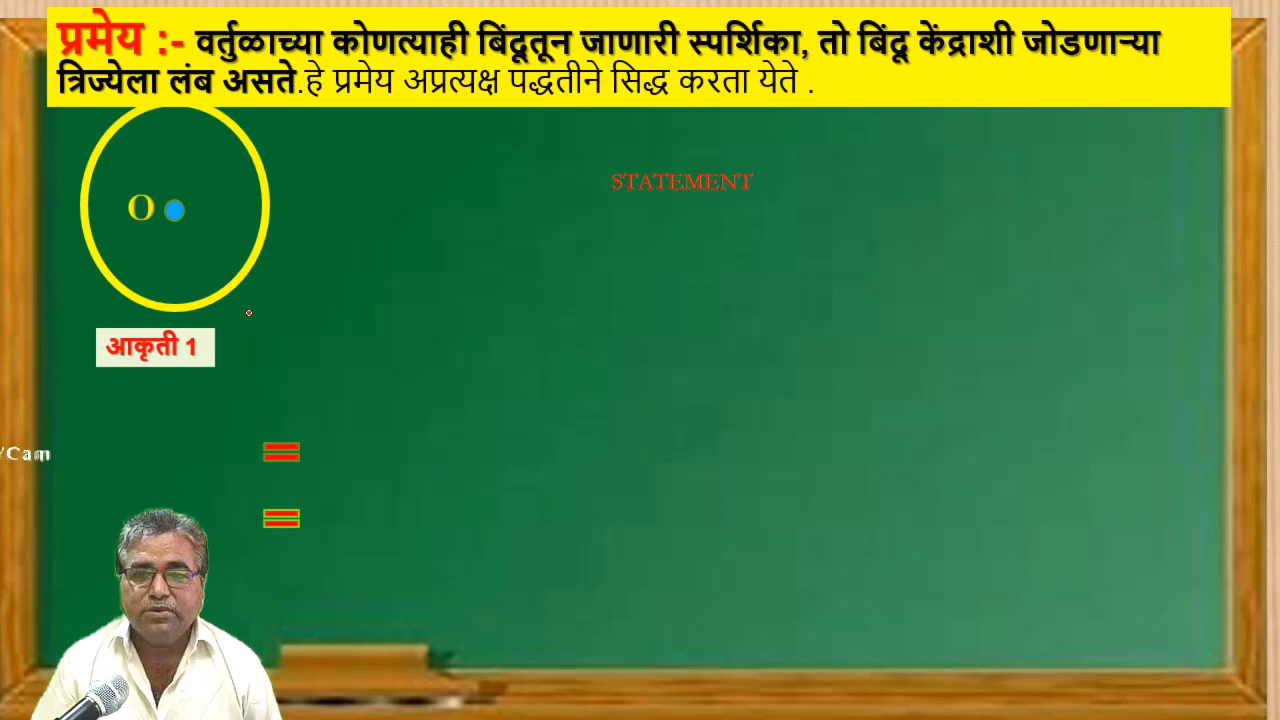 प्रमेय :- वर्तुळाच्या कोणत्याही बिंदूतून जाणारी स्पर्शिका, तो बिंदू केंद्राशी जोडणाऱ्या
त्रिज्येला लंब असते.हे प्रमेय अप्रत्यक्ष पद्धतीने सिद्ध करता येते .
STATEMENT
O
आकृती 1
/Cam